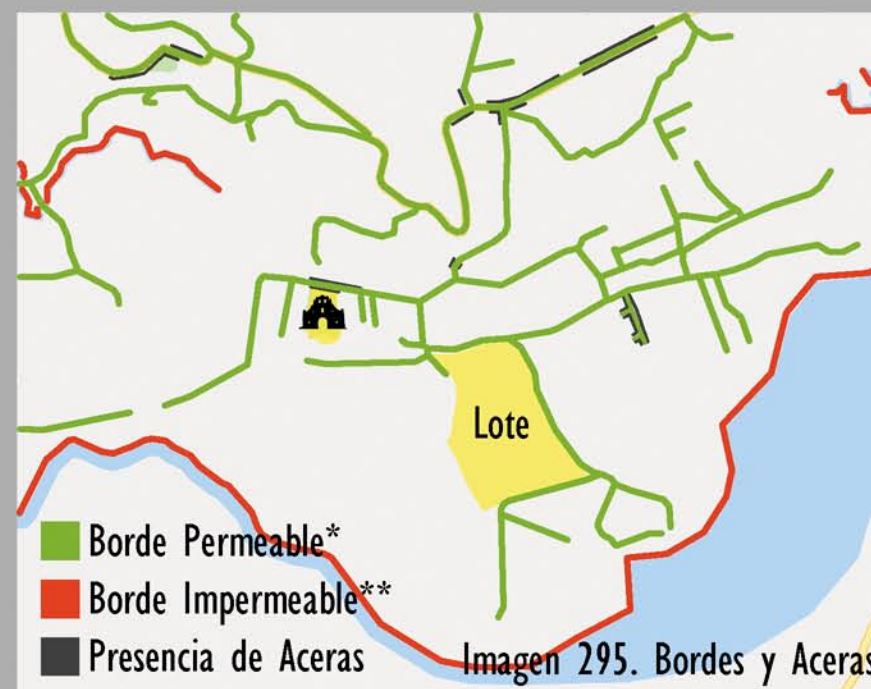 Lote
Borde Permeable*
Borde Impermeable**
Presencia de Aceras
Imagen 295. Bordes y Aceras